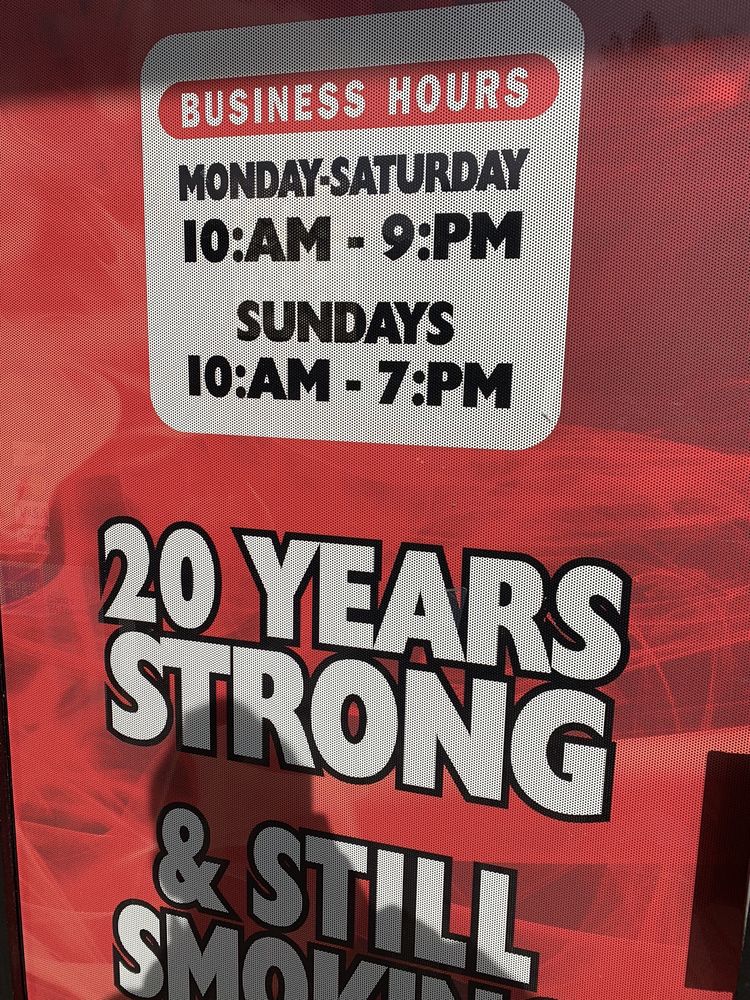 BUSINESS HOURS
MONDAY-SATURDAY
10:AM - 9:PM
SUNDAYS
10:AM - 7:PM
20 YEARS
STRONG
& STILL
SMOKIN